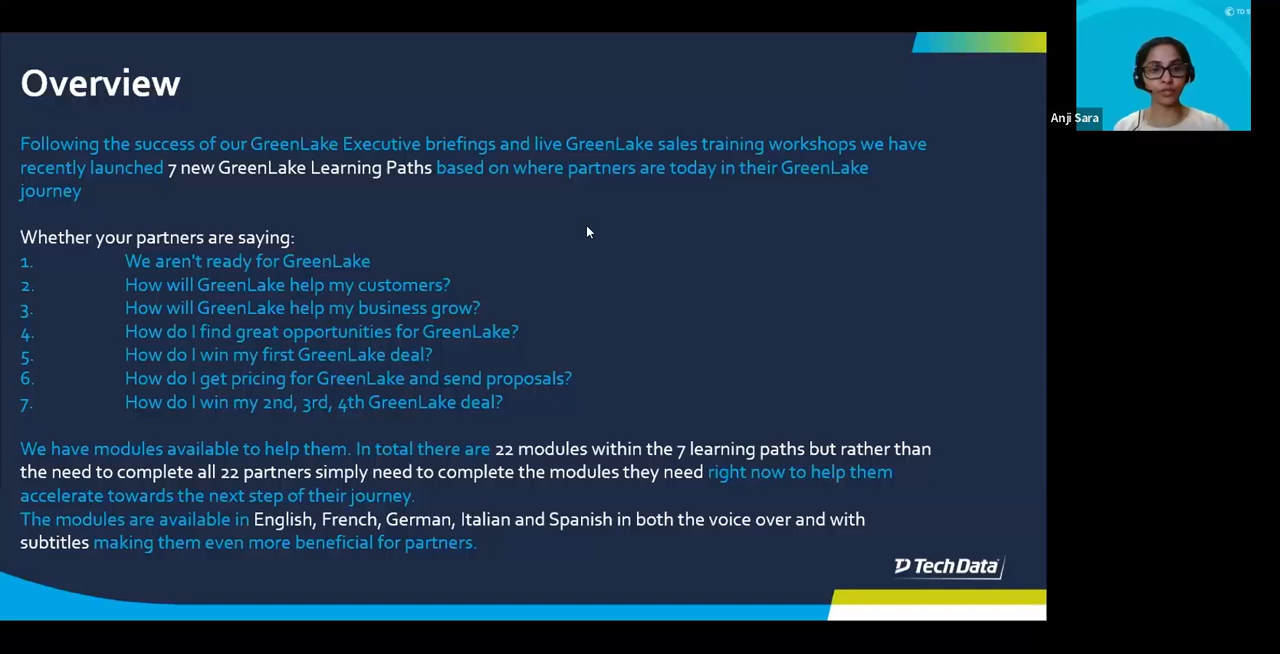 Overview
Following the success of our GreenLake Executive briefings and live GreenLake sales training workshops we have
recently launched 7 new GreenLake Learning Paths based on where partners are today in their GreenLake
journey
Whether your partners are saying:
1. We aren't ready for GreenLake
2. How will GreenLake help my customers?
3. How will GreenLake help my business grow?
4. How do I find great opportunities for GreenLake?
5. How do I win my first GreenLake deal?
6. How do I get pricing for GreenLake and send proposals?
7. How do I win my 2nd, 3rd, 4th GreenLake deal?
We have modules available to help them. In total there are 22 modules within the 7 learning paths but rather than
the need to complete all 22 partners simply need to complete the modules they need right now to help them
accelerate towards the next step of their journey.
The modules are available in English, French, German, Italian and Spanish in both the voice over and with
subtitles making them even more beneficial for partners.
Tech Data
Anji Sara
TD